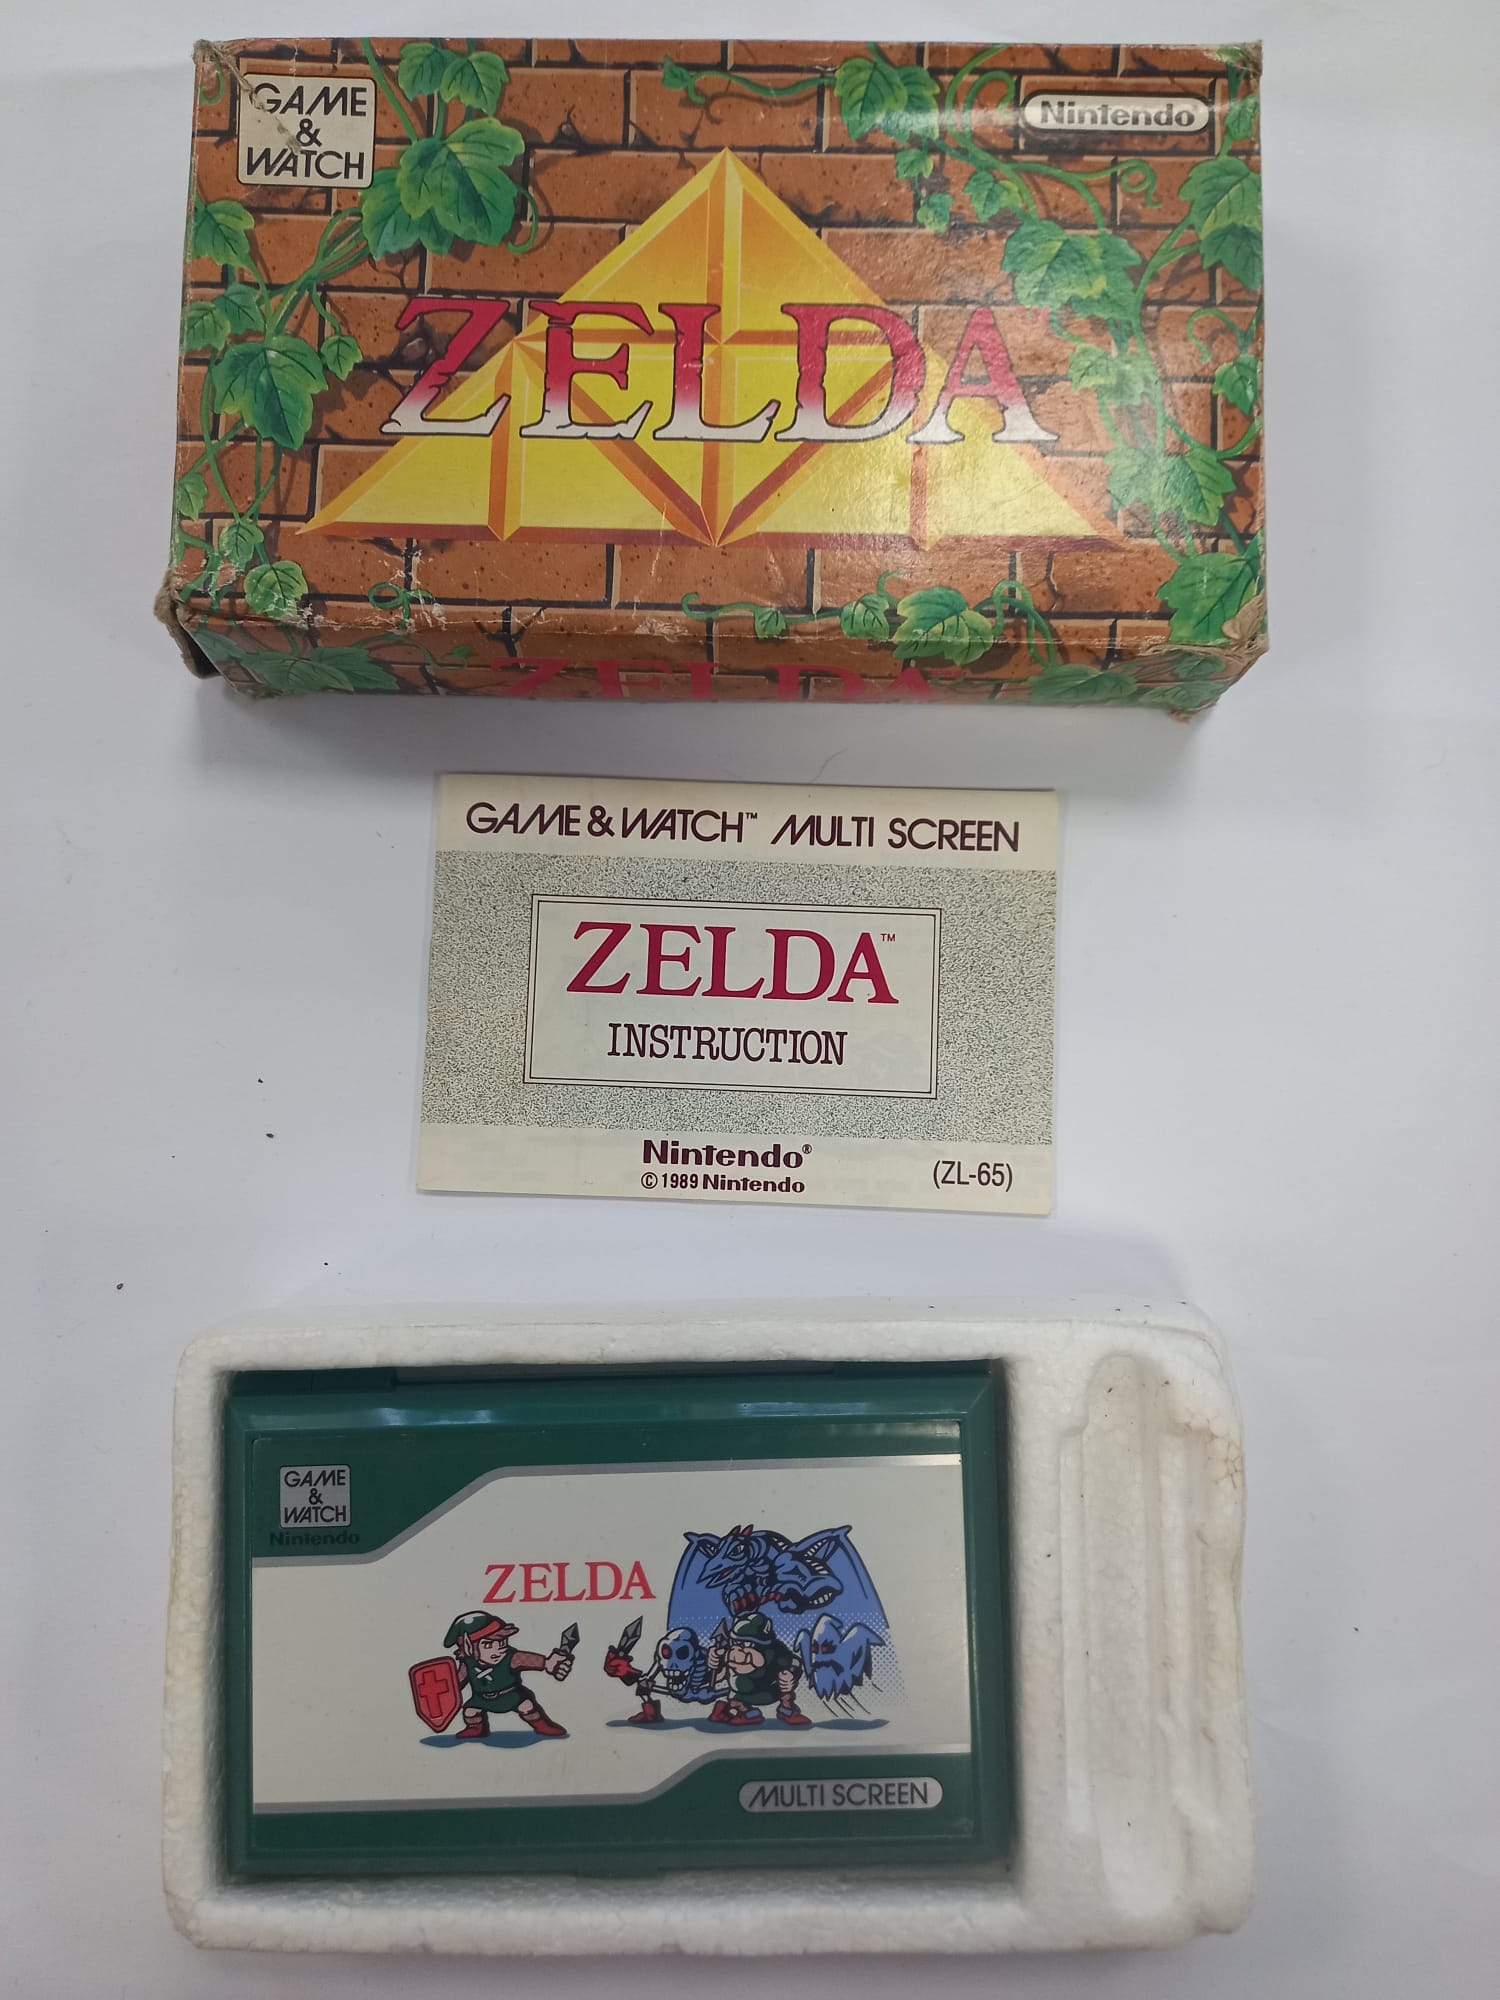 GAME
&
WATCH
Nintendo
ZELDA
ZELDA
GAME & WATCH™ MULTI SCREEN
ZELDA™
INSTRUCTION
Nintendo®
© 1989 Nintendo
(ZL-65)
GAME
&
WATCH
Nintendo
ZELDA
MULTI SCREEN